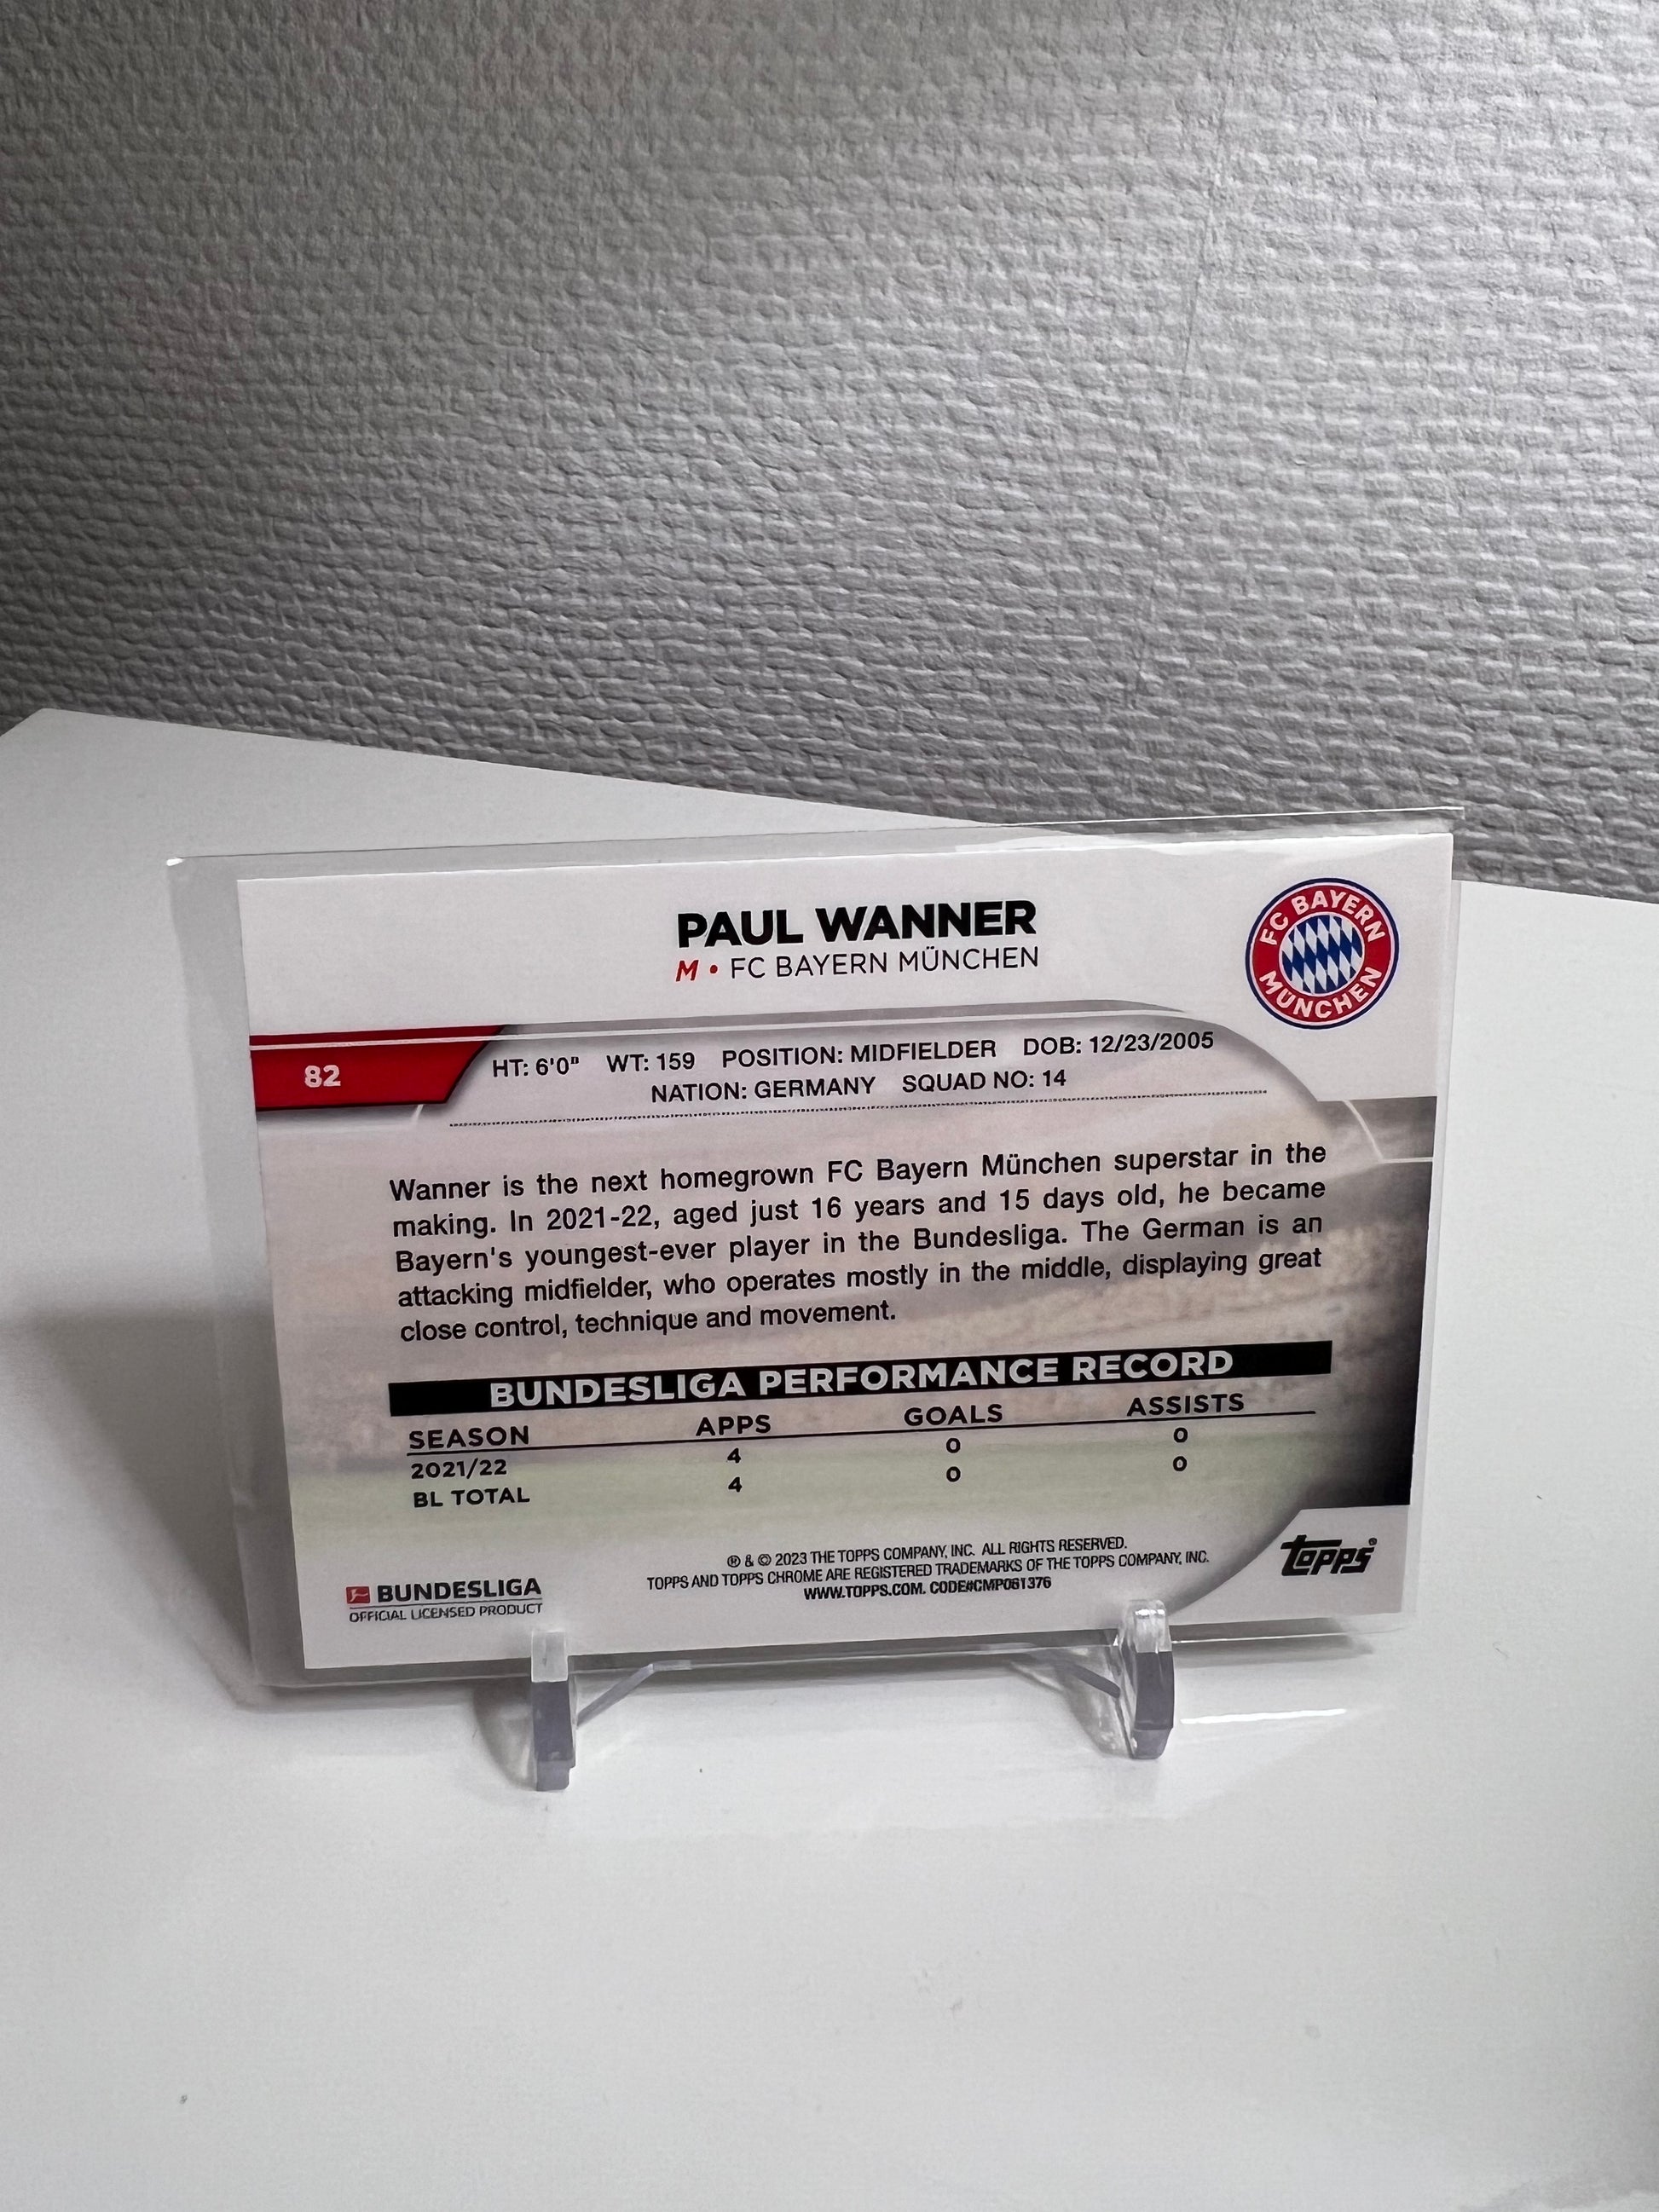 PAUL WANNER
M • FC BAYERN MÜNCHEN
FC BAYERN
MÜNCHEN
82
HT: 6'0" WT: 159 POSITION: MIDFIELDER DOB: 12/23/2005
NATION: GERMANY SQUAD NO: 14
Wanner is the next homegrown FC Bayern München superstar in the
making. In 2021-22, aged just 16 years and 15 days old, he became
Bayern's youngest-ever player in the Bundesliga. The German is an
attacking midfielder, who operates mostly in the middle, displaying great
close control, technique and movement.
BUNDESLIGA PERFORMANCE RECORD
SEASON APPS GOALS ASSISTS
2021/22 4 0 0
BL TOTAL 4 0 0
® & © 2023 THE TOPPS COMPANY, INC. ALL RIGHTS RESERVED.
TOPPS AND TOPPS CHROME ARE REGISTERED TRADEMARKS OF THE TOPPS COMPANY, INC.
WWW.TOPPS.COM. CODE#CMP061376
BUNDESLIGA
OFFICIAL LICENSED PRODUCT
topps®